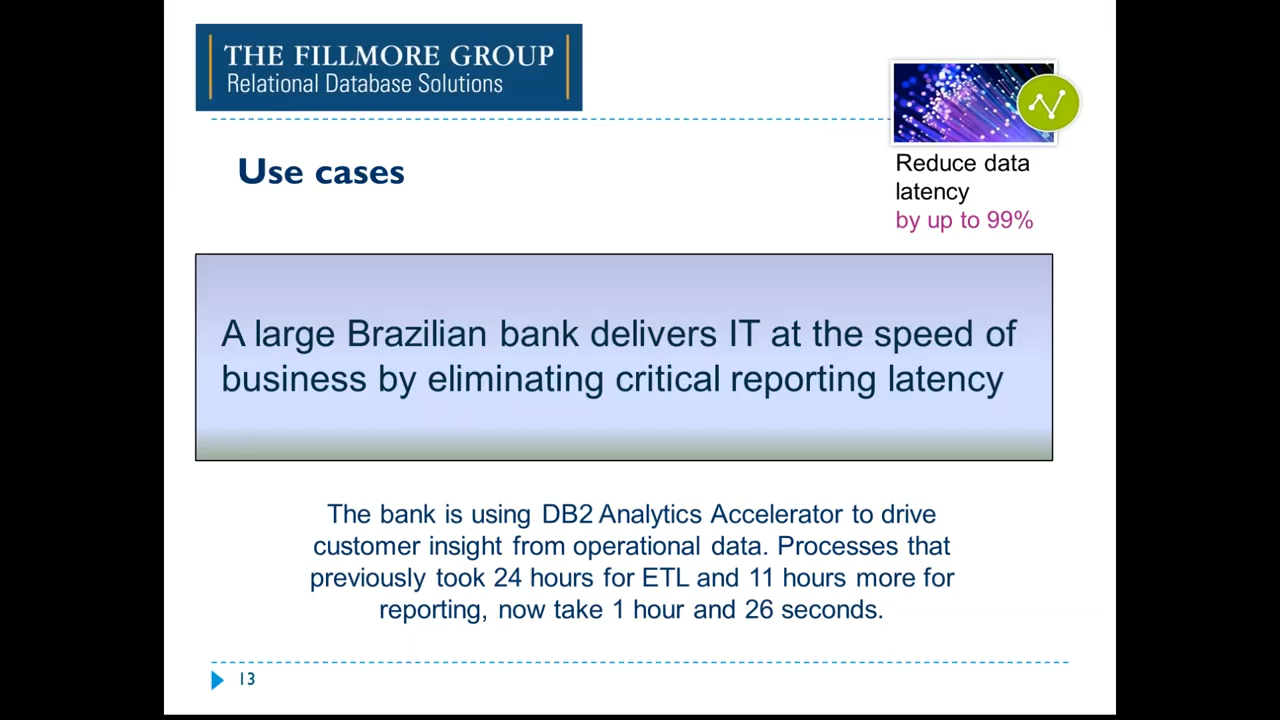 THE FILLMORE GROUP
Relational Database Solutions
Reduce data
latency
by up to 99%
Use cases
A large Brazilian bank delivers IT at the speed of
business by eliminating critical reporting latency
The bank is using DB2 Analytics Accelerator to drive
customer insight from operational data. Processes that
previously took 24 hours for ETL and 11 hours more for
reporting, now take 1 hour and 26 seconds.
13